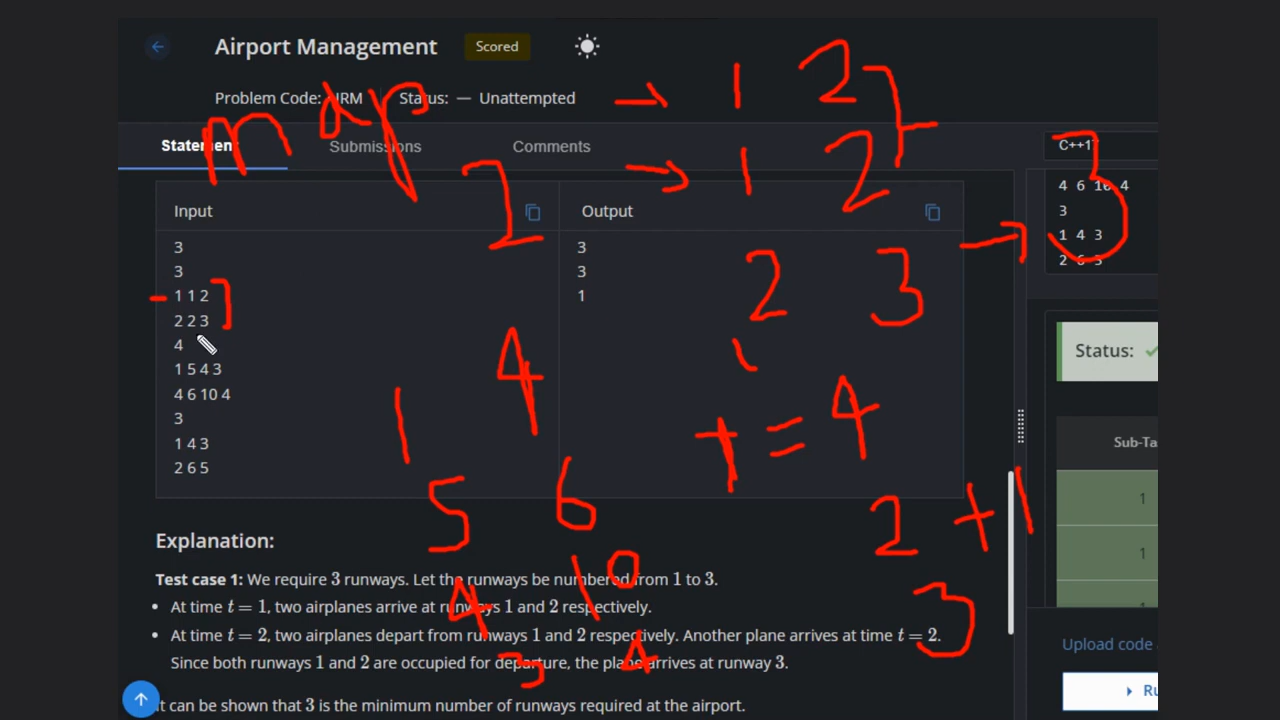 Airport Management
Scored
Problem Code: IRM
Status: — Unattempted
Statement
Submissions
Comments
map
→ 1 2
→ 1 2
2
Input
3
3
1 1 2
2 2 3
4
1 5 4 3
4 6 10 4
3
1 4 3
2 6 5
Output
3
3
1
2 3
1
4
1
t = 4
5 6
10
4
3 4
2 + 1
3
C++17
4 6 10 4
3
1 4 3
2 6 5
Status:
Sub-Ta
1
1
1
Upload code
Ru
Explanation:
Test case 1: We require 3 runways. Let the runways be numbered from 1 to 3.
At time t = 1, two airplanes arrive at runways 1 and 2 respectively.
At time t = 2, two airplanes depart from runways 1 and 2 respectively. Another plane arrives at time t = 2.
Since both runways 1 and 2 are occupied for departure, the plane arrives at runway 3.
It can be shown that 3 is the minimum number of runways required at the airport.